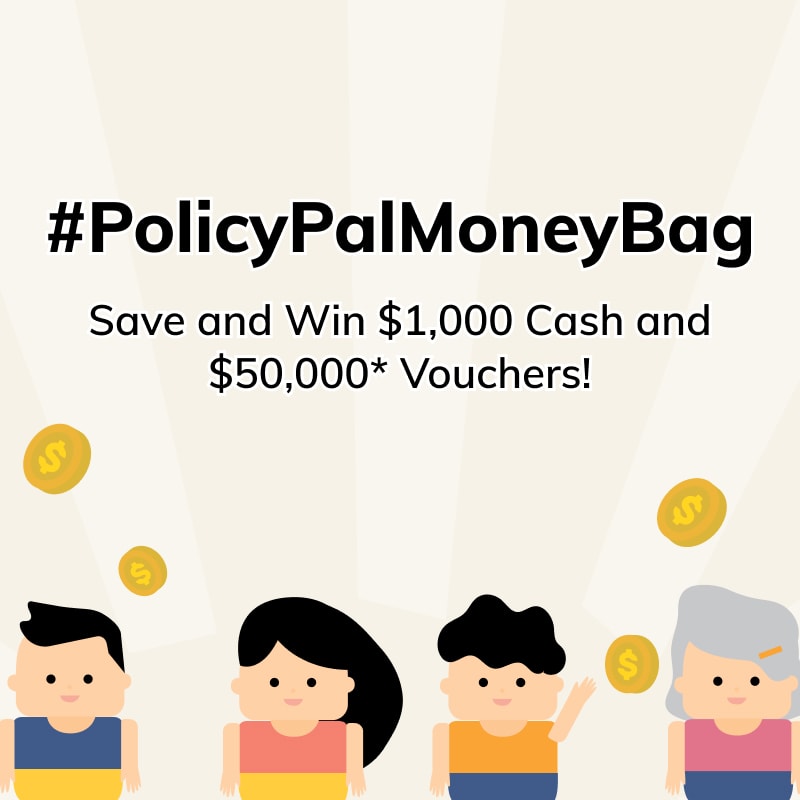 #PolicyPalMoneyBag
Save and Win $1,000 Cash and
$50,000* Vouchers!
$
$
$
$